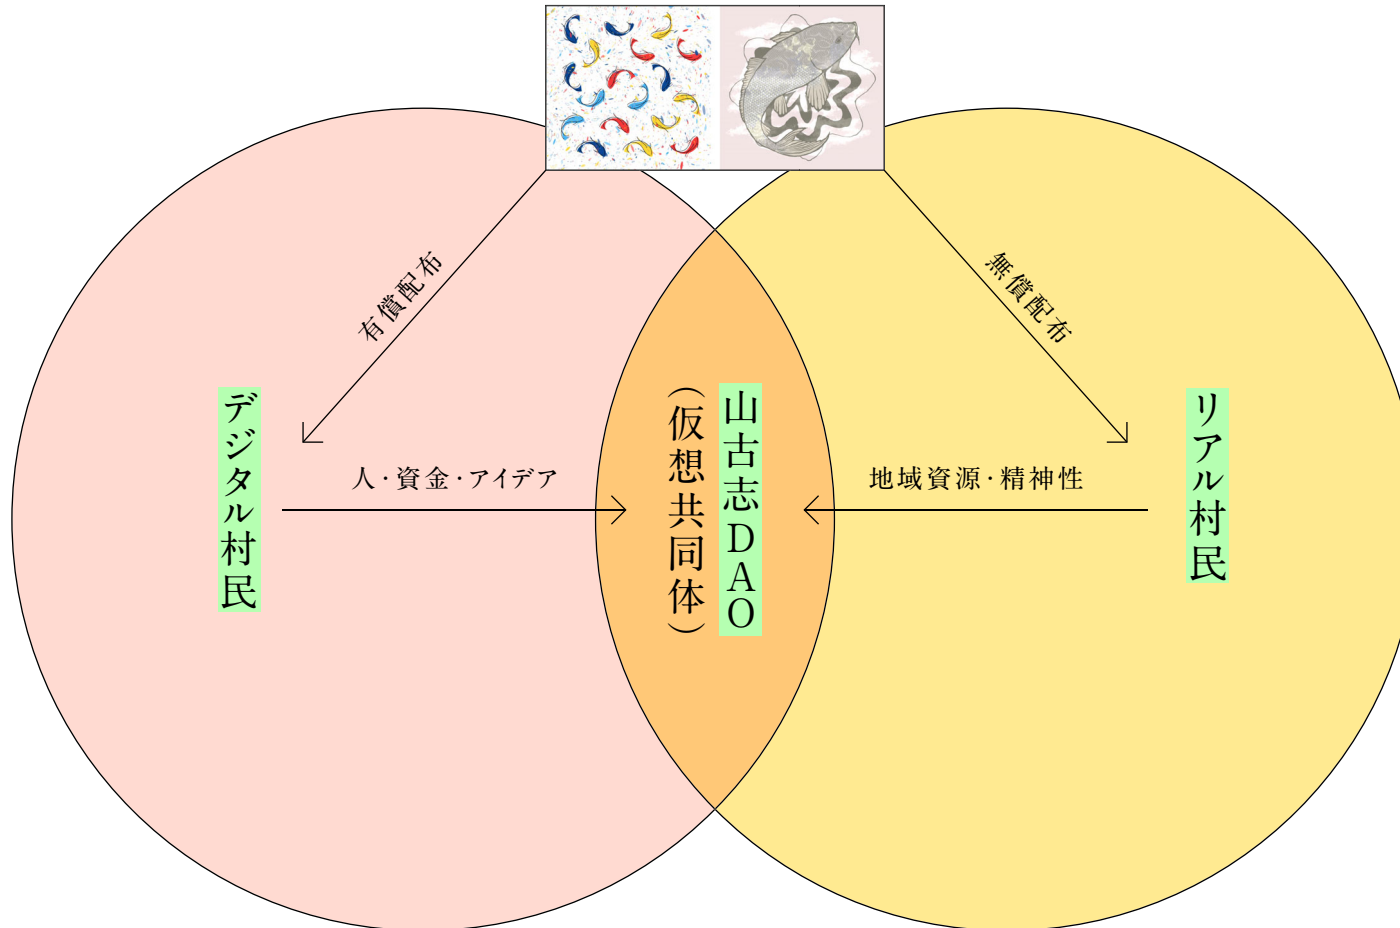 有償配布
無償配布
デジタル村民
人・資金・アイデア
山古志DAO
（仮想共同体）
地域資源・精神性
リアル村民